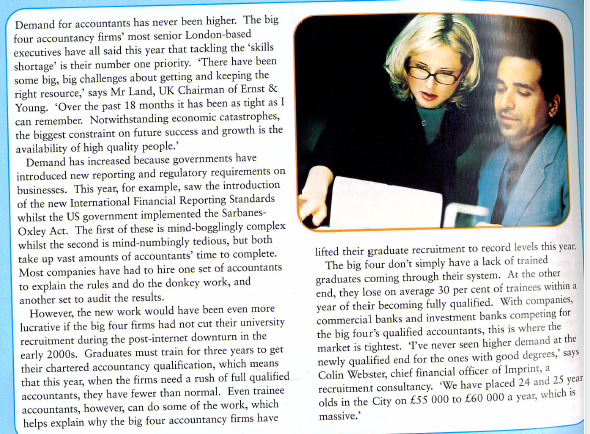 Demand for accountants has never been higher. The big
four accountancy firms' most senior London-based
executives have all said this year that tackling the 'skills
shortage' is their number one priority. 'There have been
some big, big challenges about getting and keeping the
right resource,' says Mr Land, UK Chairman of Ernst &
Young. 'Over the past 18 months it has been as tight as I
can remember. Notwithstanding economic catastrophes,
the biggest constraint on future success and growth is the
availability of high quality people.'
Demand has increased because governments have
introduced new reporting and regulatory requirements on
businesses. This year, for example, saw the introduction
of the new International Financial Reporting Standards
whilst the US government implemented the Sarbanes-
Oxley Act. The first of these is mind-bogglingly complex
whilst the second is mind-numbingly tedious, but both
take up vast amounts of accountants' time to complete.
Most companies have had to hire one set of accountants
to explain the rules and do the donkey work, and
another set to audit the results.
However, the new work would have been even more
lucrative if the big four firms had not cut their university
recruitment during the post-internet downturn in the
early 2000s. Graduates must train for three years to get
their chartered accountancy qualification, which means
that this year, when the firms need a rush of full qualified
accountants, they have fewer than normal. Even trainee
accountants, however, can do some of the work, which
helps explain why the big four accountancy firms have
lifted their graduate recruitment to record levels this year.
The big four don't simply have a lack of trained
graduates coming through their system. At the other
end, they lose on average 30 per cent of trainees within a
year of their becoming fully qualified. With companies,
commercial banks and investment banks competing for
the big four's qualified accountants, this is where the
market is tightest. 'I've never seen higher demand at the
newly qualified end for the ones with good degrees,' says
Colin Webster, chief financial officer of Imprint, a
recruitment consultancy. 'We have placed 24 and 25 year
olds in the City on £55 000 to £60 000 a year, which is
massive.'